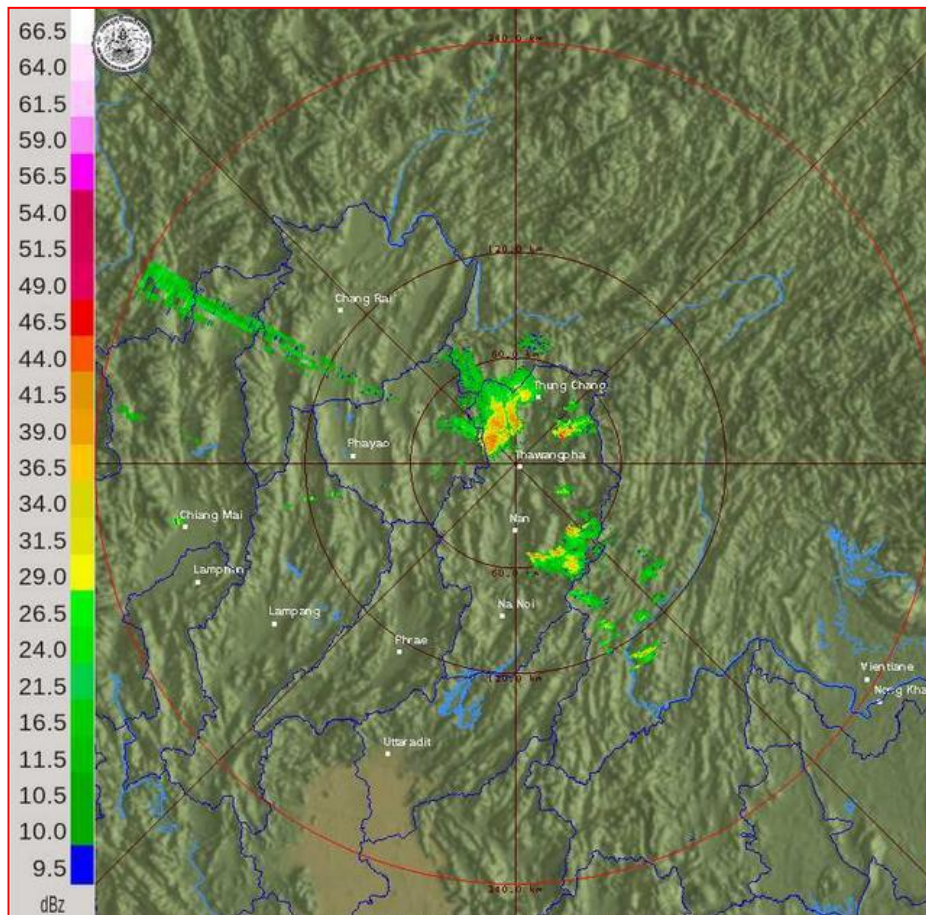 66.5
64.0
61.5
59.0
56.5
54.0
51.5
49.0
46.5
44.0
41.5
39.0
36.5
34.0
31.5
29.0
26.5
24.0
21.5
16.5
11.5
10.5
10.0
9.5
dBz
240.0 km
120.0 km
Chang Rai
60.0 km
Thung Chang
Phayao
Thawangpha
Chiang Mai
Nan
60.0 km
Lamphun
Na Noi
Lampang
Phrae
120.0 km
Vientiane
Nong Kha
Uttaradit
240.0 km